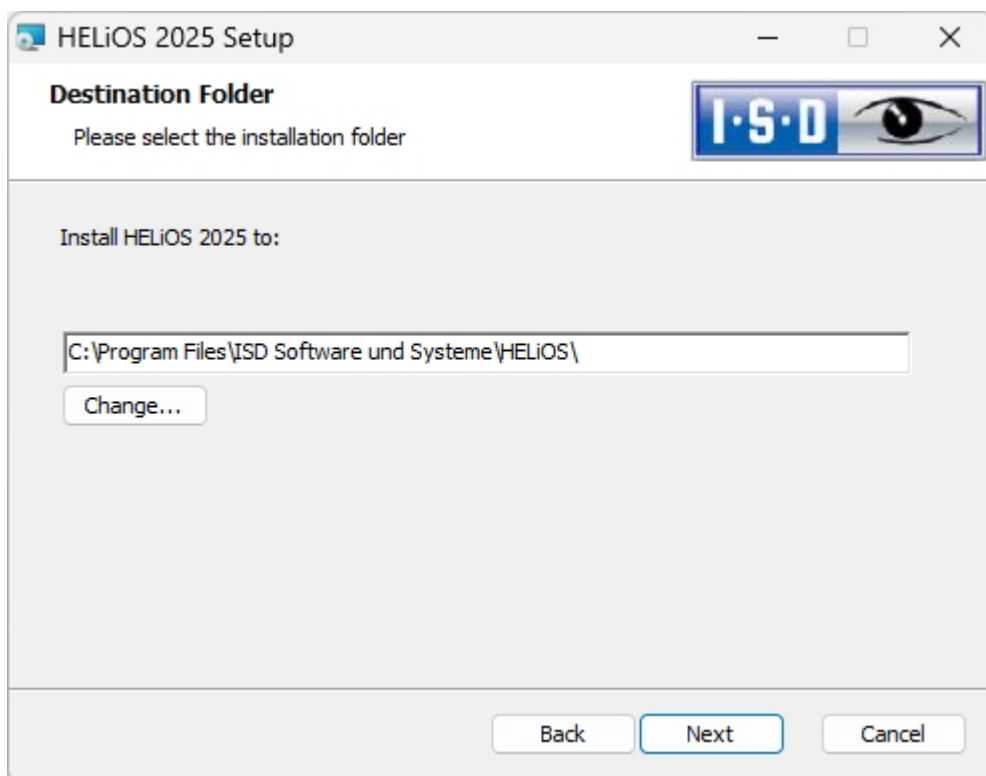 HELiOS 2025 Setup
Destination Folder
Please select the installation folder
I·S·D
Install HELiOS 2025 to:
C:\Program Files\ISD Software und Systeme\HELiOS\
Change...
Back
Next
Cancel